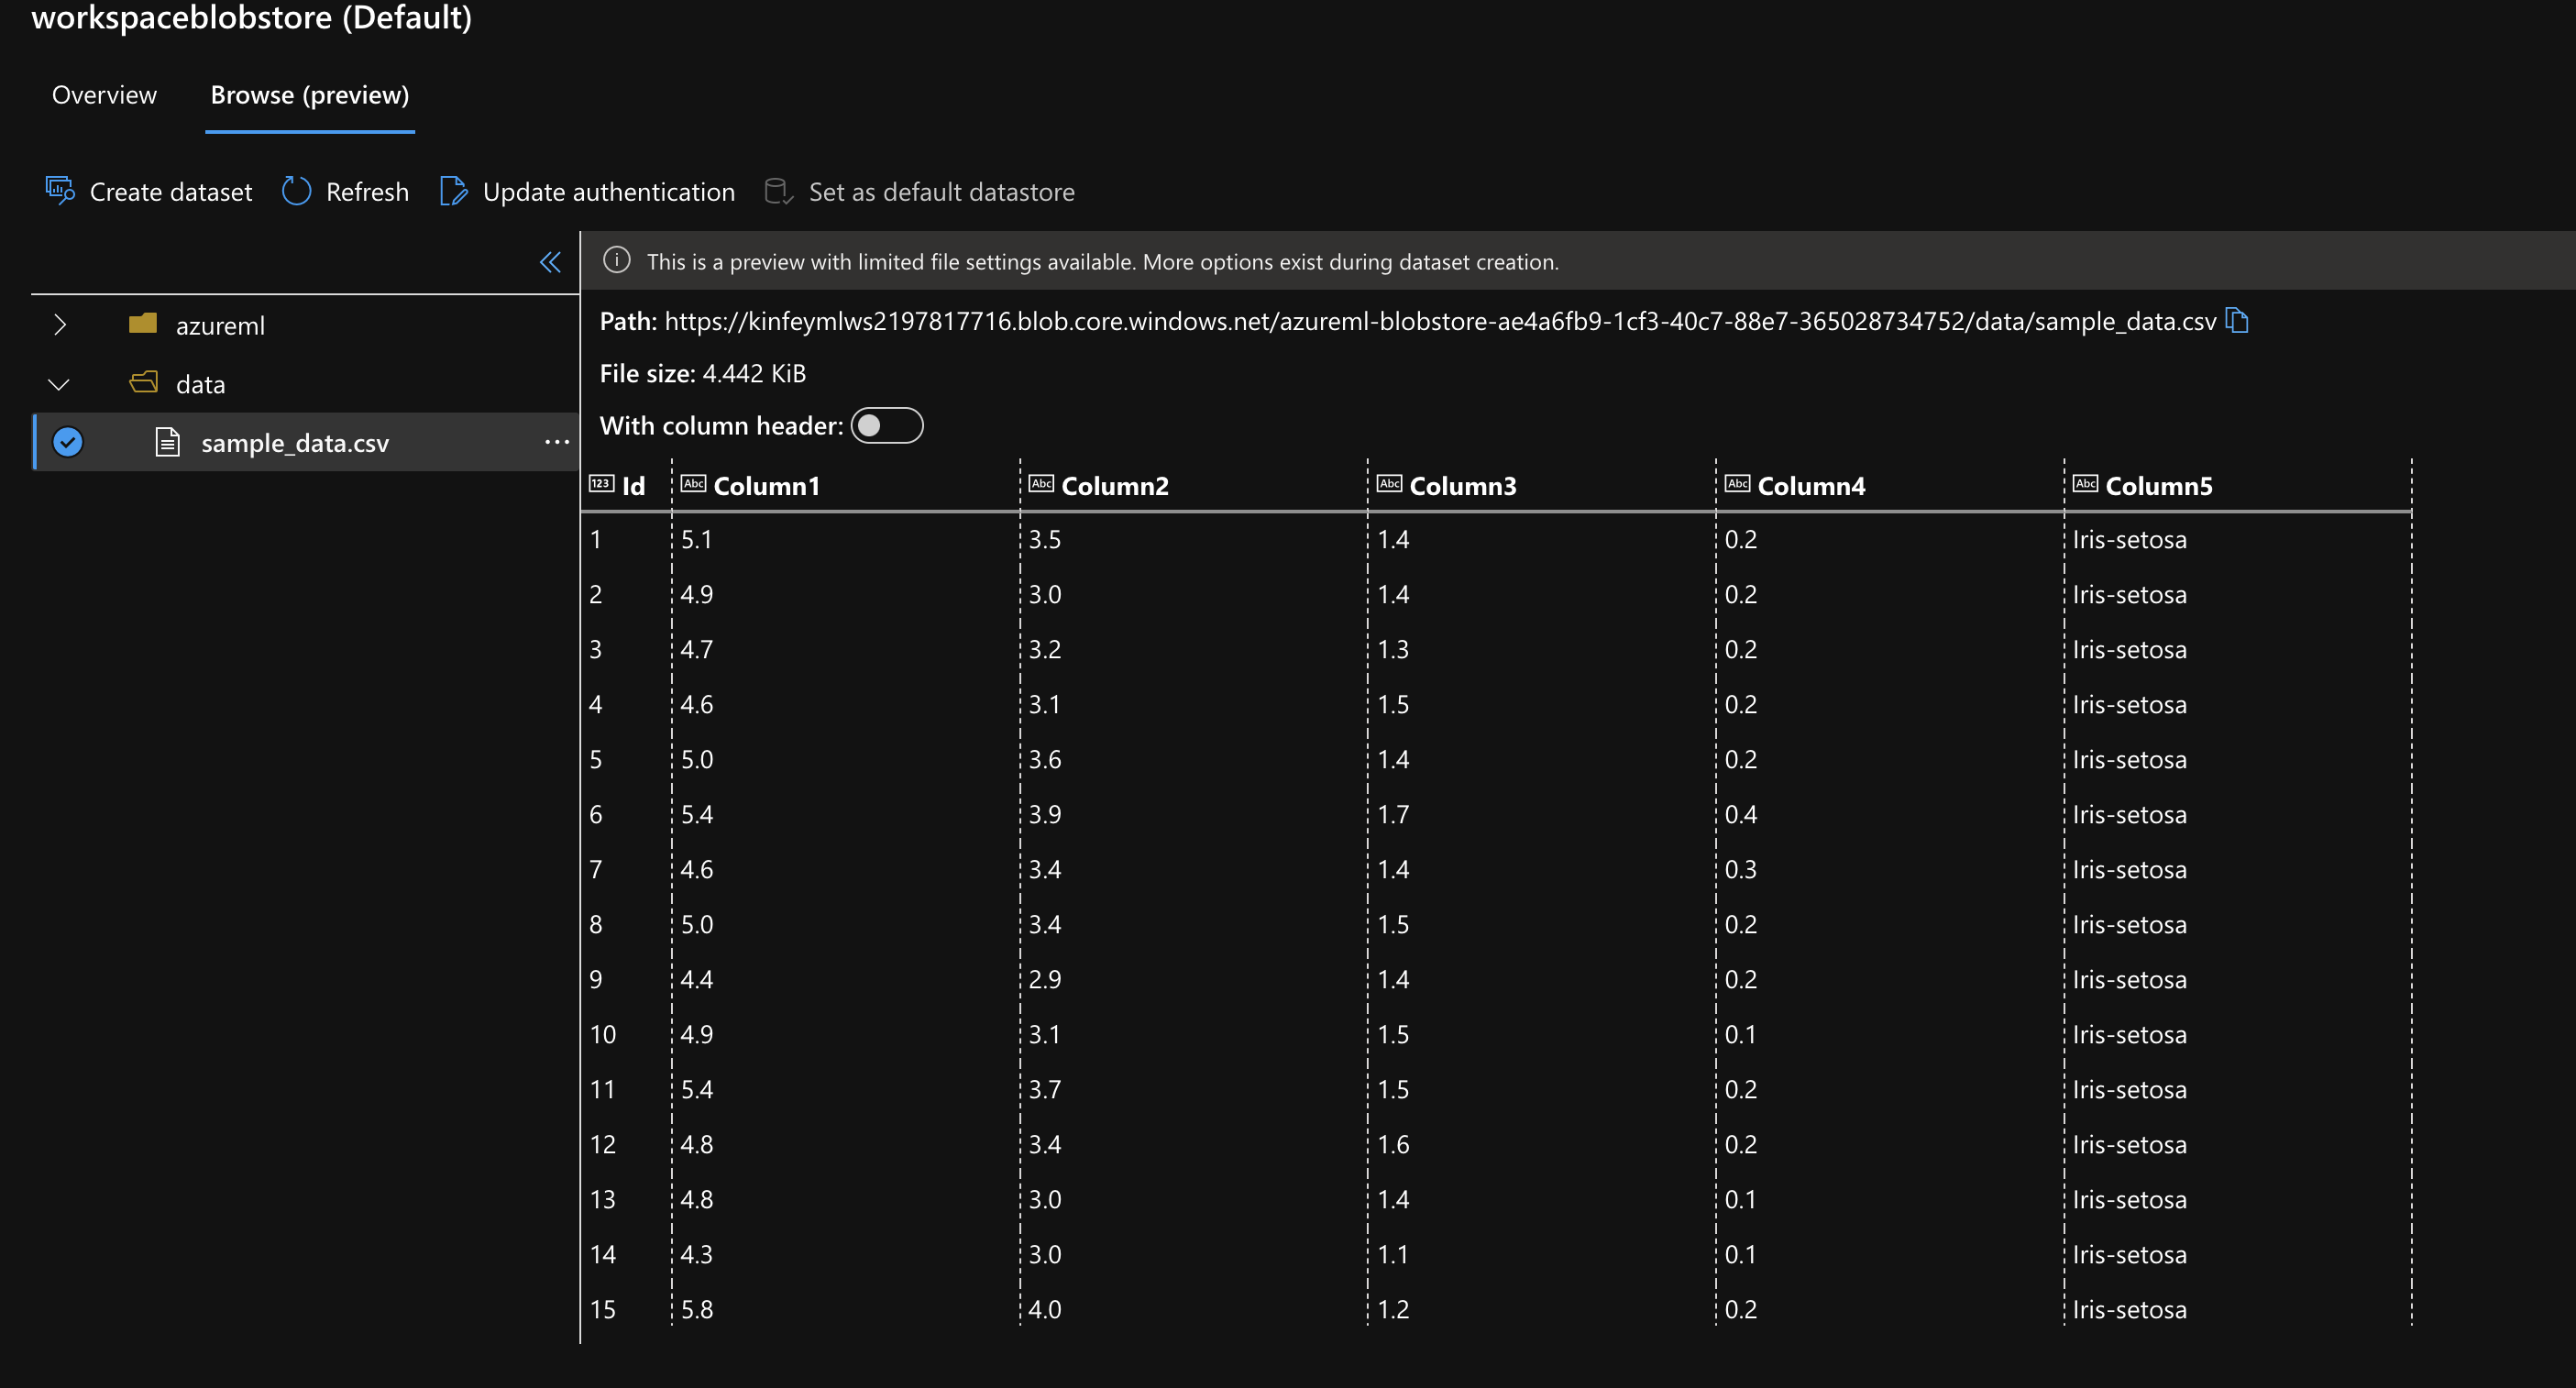 workspaceblobstore (Default)
Overview Browse (preview)
Create dataset Refresh Update authentication Set as default datastore
This is a preview with limited file settings available. More options exist during dataset creation.
azureml
data
sample_data.csv
Path: https://kinfeymlws2197817716.blob.core.windows.net/azureml-blobstore-ae4a6fb9-1cf3-40c7-88e7-365028734752/data/sample_data.csv
File size: 4.442 KiB
With column header:
123 Id Abc Column1 Abc Column2 Abc Column3 Abc Column4 Abc Column5
1 5.1 3.5 1.4 0.2 Iris-setosa
2 4.9 3.0 1.4 0.2 Iris-setosa
3 4.7 3.2 1.3 0.2 Iris-setosa
4 4.6 3.1 1.5 0.2 Iris-setosa
5 5.0 3.6 1.4 0.2 Iris-setosa
6 5.4 3.9 1.7 0.4 Iris-setosa
7 4.6 3.4 1.4 0.3 Iris-setosa
8 5.0 3.4 1.5 0.2 Iris-setosa
9 4.4 2.9 1.4 0.2 Iris-setosa
10 4.9 3.1 1.5 0.1 Iris-setosa
11 5.4 3.7 1.5 0.2 Iris-setosa
12 4.8 3.4 1.6 0.2 Iris-setosa
13 4.8 3.0 1.4 0.1 Iris-setosa
14 4.3 3.0 1.1 0.1 Iris-setosa
15 5.8 4.0 1.2 0.2 Iris-setosa